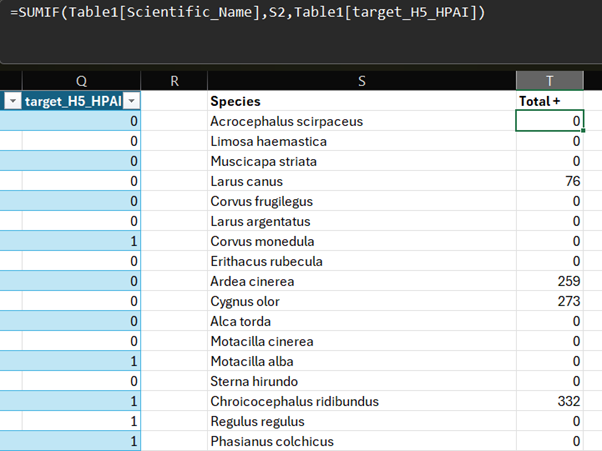 =SUMIF(Table1[Scientific_Name],S2,Table1[target_H5_HPAI])
Q R S T
target_H5_HPAI Species Total +
0 Acrocephalus scirpaceus 0
0 Limosa haemastica 0
0 Muscicapa striata 0
0 Larus canus 76
0 Corvus frugilegus 0
0 Larus argentatus 0
1 Corvus monedula 0
0 Erithacus rubecula 0
0 Ardea cinerea 259
0 Cygnus olor 273
0 Alca torda 0
0 Motacilla cinerea 0
1 Motacilla alba 0
0 Sterna hirundo 0
1 Chroicocephalus ridibundus 332
1 Regulus regulus 0
1 Phasianus colchicus 0